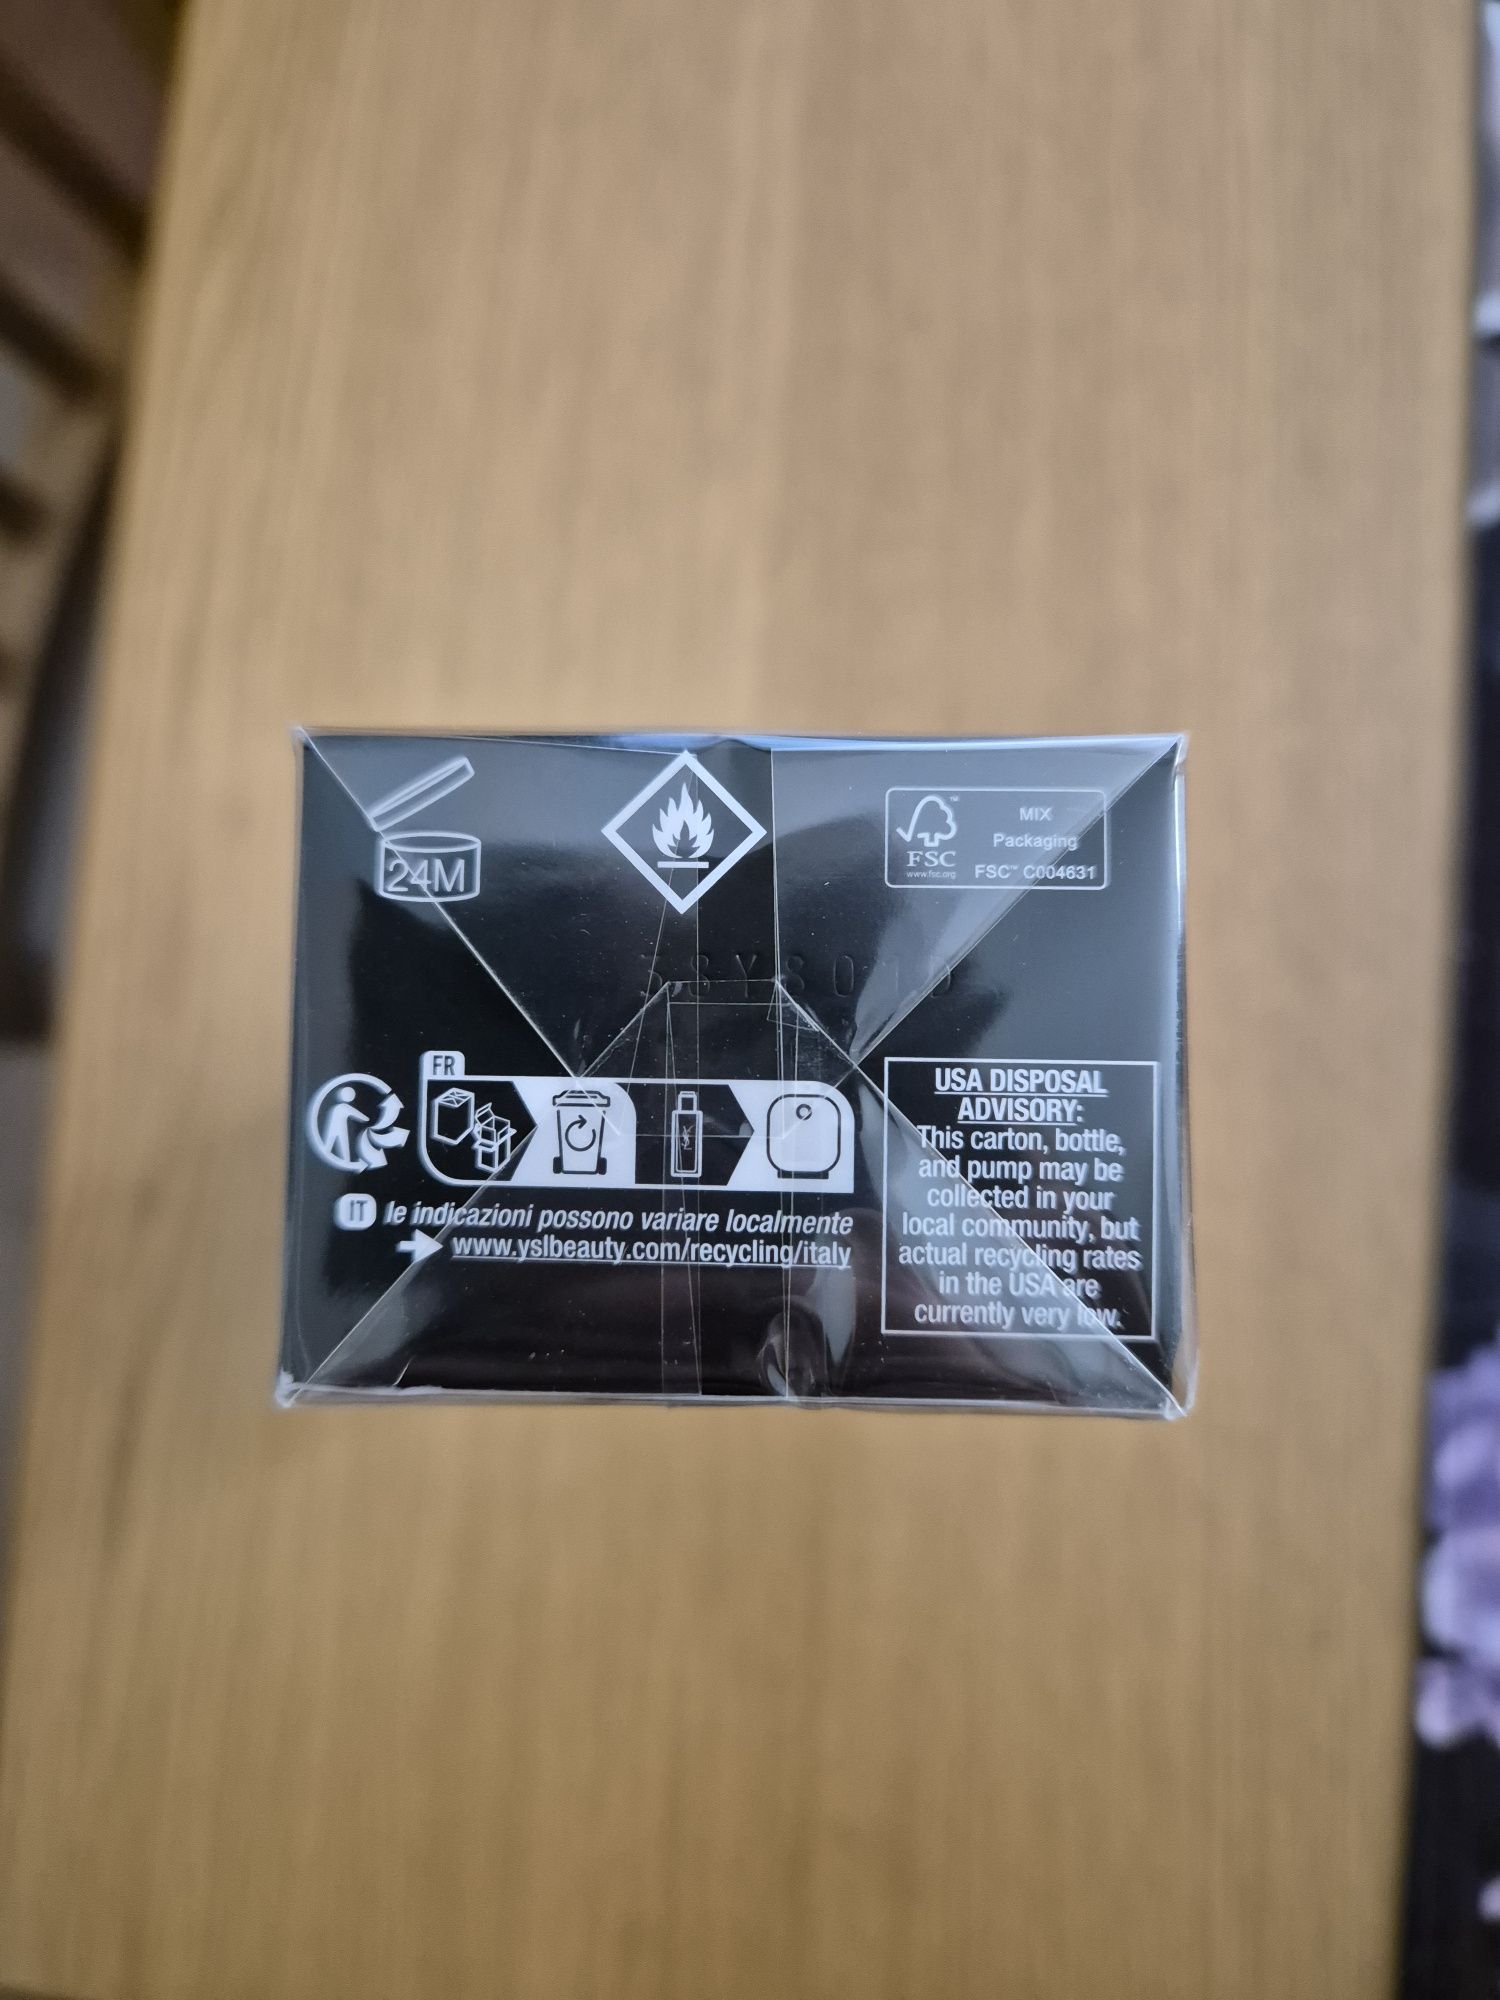 24M
FSC
www.fsc.org
MIX
Packaging
FSC™ C004631
38Y801D
FR
IT le indicazioni possono variare localmente
www.yslbeauty.com/recycling/italy
USA DISPOSAL
ADVISORY:
This carton, bottle,
and pump may be
collected in your
local community, but
actual recycling rates
in the USA are
currently very low.